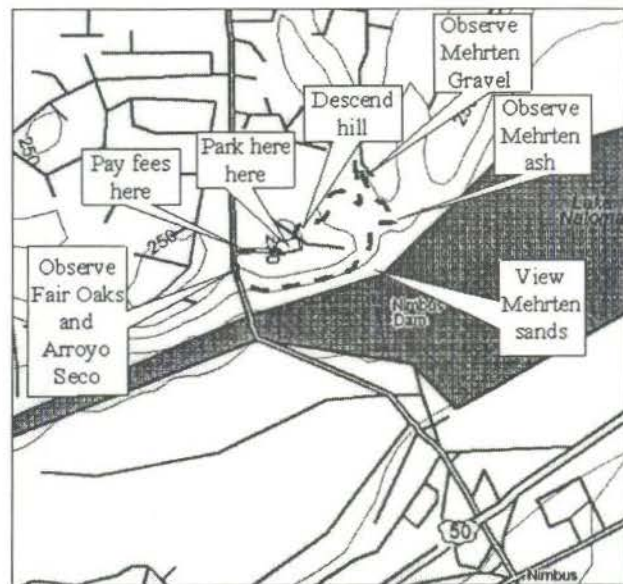 Observe
Mehrten
Gravel
Descend
hill
Observe
Mehrten
ash
Park here
here
Pay fees
here
250
250
250
Lake
Observe
Fair Oaks
and
Arroyo
Seco
Nimbus
Dam
View
Mehrten
sands
50
Nimbus